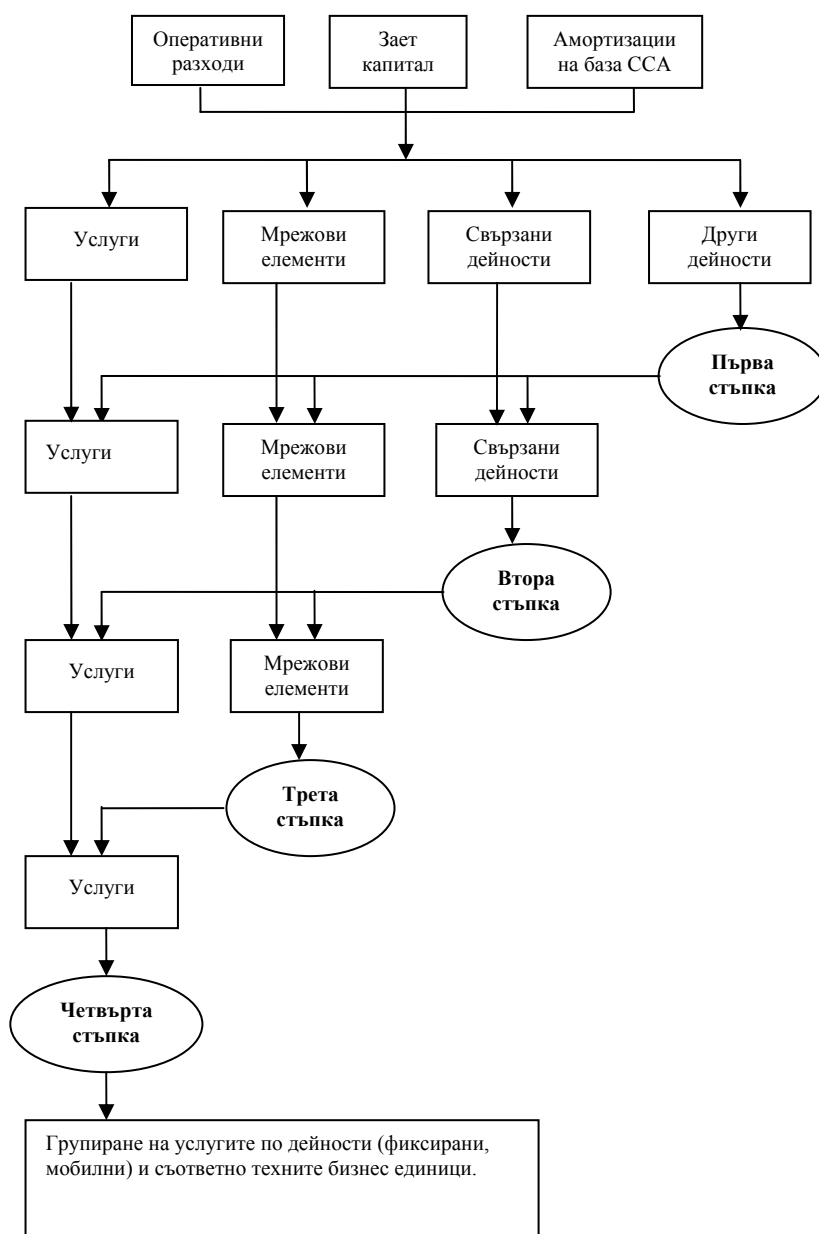 Оперативни
разходи
Зает
капитал
Амортизации
на база ССА
Услуги
Мрежови
елементи
Свързани
дейности
Други
дейности
Първа
стъпка
Услуги
Мрежови
елементи
Свързани
дейности
Втора
стъпка
Услуги
Мрежови
елементи
Трета
стъпка
Услуги
Четвърта
стъпка
Групиране на услугите по дейности (фиксирани,
мобилни) и съответно техните бизнес единици.